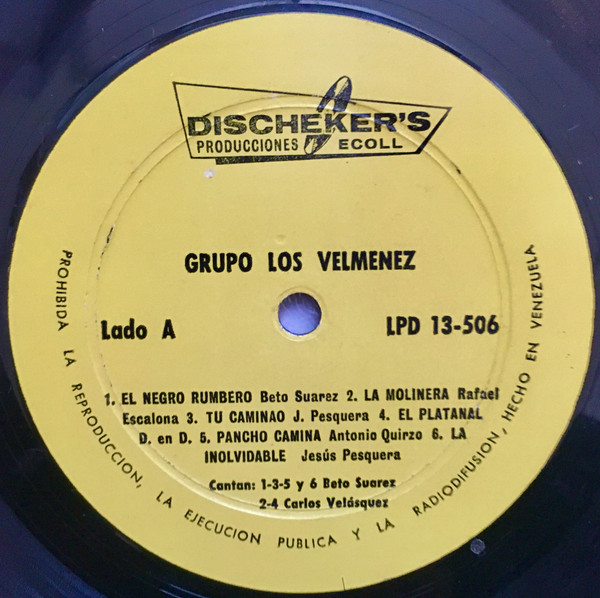 DISCHEKER'S
PRODUCCIONES ECOLL
GRUPO LOS VELMENEZ
Lado A
LPD 13-506
1. EL NEGRO RUMBERO Beto Suarez 2. LA MOLINERA Rafael
Escalona 3. TU CAMINAO J. Pesquera 4. EL PLATANAL
D. en D. 5. PANCHO CAMINA Antonio Quirzo 6. LA
INOLVIDABLE Jesús Pesquera
Cantan: 1-3-5 y 6 Beto Suarez
2-4 Carlos Velásquez
PROHIBIDA LA REPRODUCCION, LA EJECUCION PUBLICA Y LA RADIODIFUSION, HECHO EN VENEZUELA